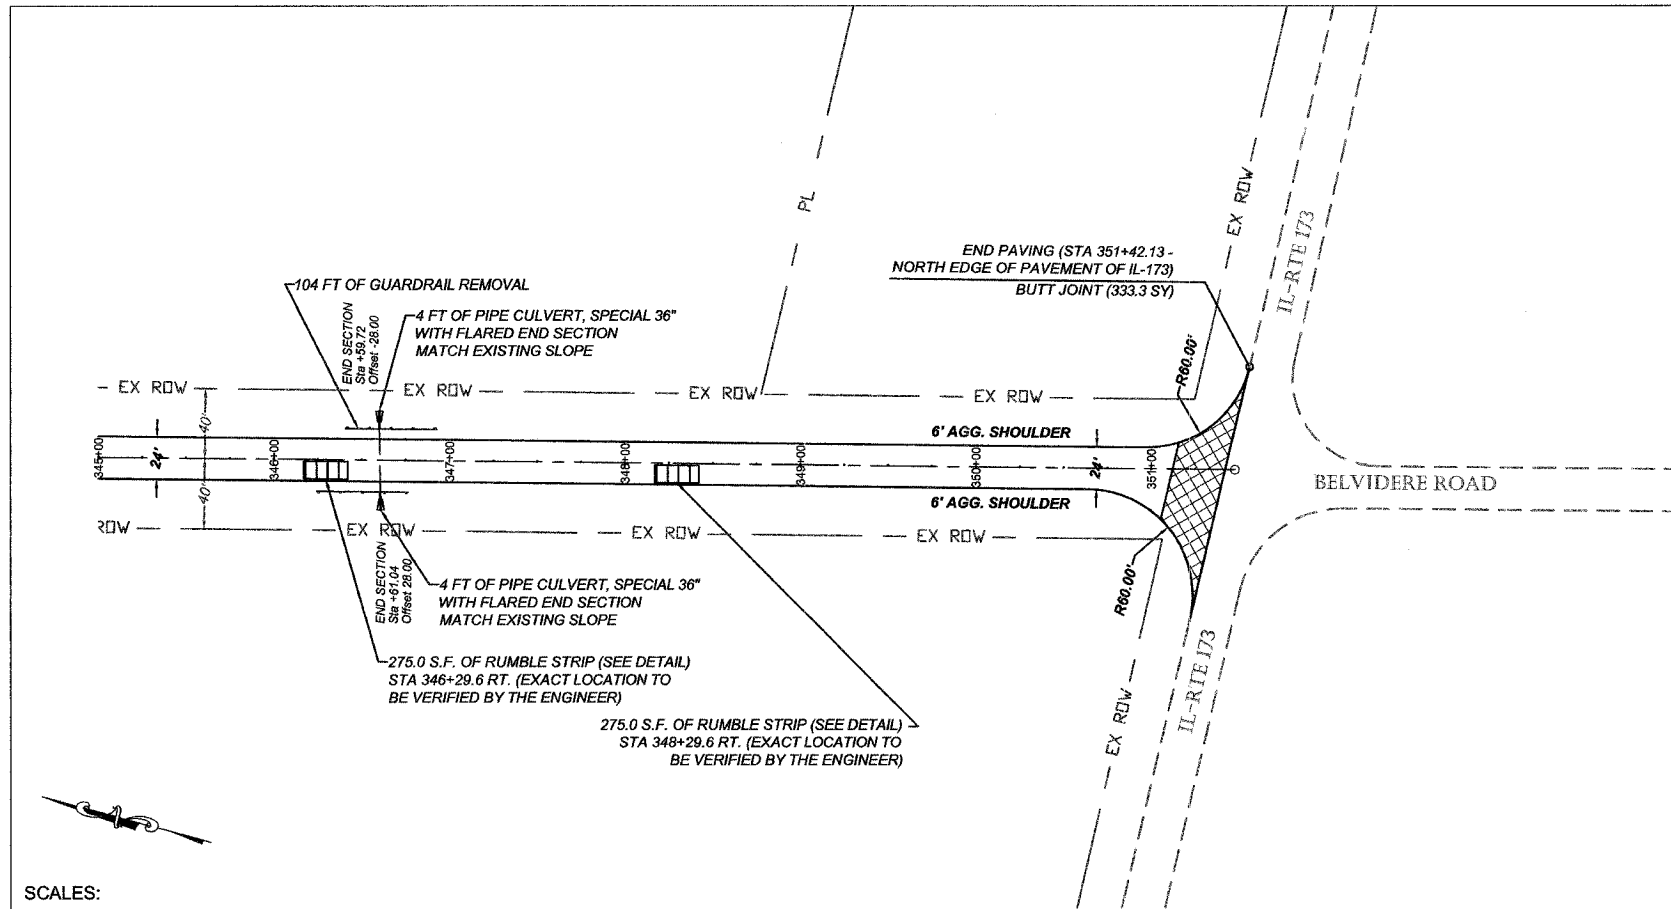 PL
EX ROW
IL-RTE 173
END PAVING (STA 351+42.13 -
NORTH EDGE OF PAVEMENT OF IL-173)
BUTT JOINT (333.3 SY)
104 FT OF GUARDRAIL REMOVAL
4 FT OF PIPE CULVERT, SPECIAL 36"
WITH FLARED END SECTION
MATCH EXISTING SLOPE
END SECTION
Sta +59.72
Offset -28.00
R60.00'
EX ROW
EX ROW
EX ROW
EX ROW
40'
6' AGG. SHOULDER
345+00
24'
346+00
347+00
348+00
349+00
350+00
24'
351+00
BELVIDERE ROAD
40'
6' AGG. SHOULDER
ROW
EX ROW
EX ROW
EX ROW
END SECTION
Sta +61.04
Offset 28.00
4 FT OF PIPE CULVERT, SPECIAL 36"
WITH FLARED END SECTION
MATCH EXISTING SLOPE
R60.00'
275.0 S.F. OF RUMBLE STRIP (SEE DETAIL)
STA 346+29.6 RT. (EXACT LOCATION TO
BE VERIFIED BY THE ENGINEER)
275.0 S.F. OF RUMBLE STRIP (SEE DETAIL)
STA 348+29.6 RT. (EXACT LOCATION TO
BE VERIFIED BY THE ENGINEER)
EX ROW
IL-RTE 173
SCALES: